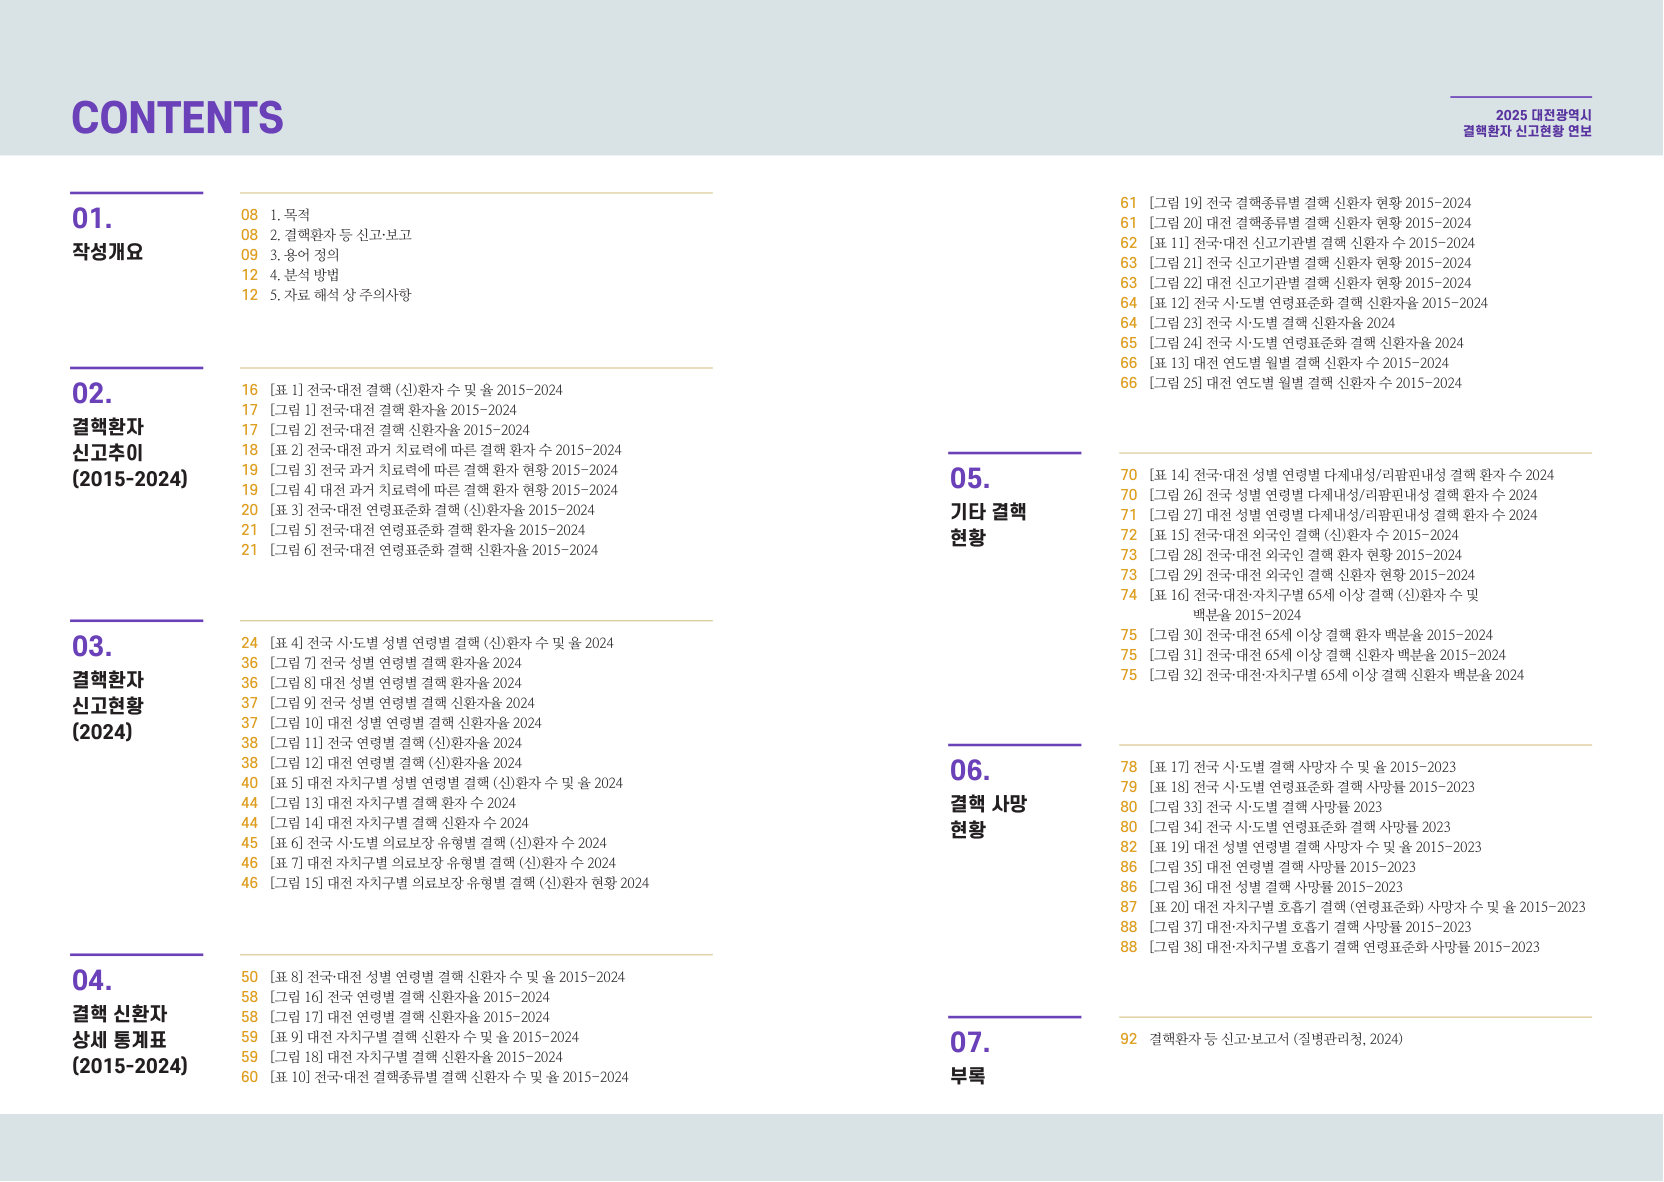 CONTENTS
2025 대전광역시
결핵환자 신고현황 연보
01.
작성개요
08 1. 목적
08 2. 결핵환자 등 신고·보고
09 3. 용어 정의
12 4. 분석 방법
12 5. 자료 해석 상 주의사항
02.
결핵환자
신고추이
(2015-2024)
16 [표 1] 전국·대전 결핵 (신)환자 수 및 율 2015-2024
17 [그림 1] 전국·대전 결핵 환자율 2015-2024
17 [그림 2] 전국·대전 결핵 신환자율 2015-2024
18 [표 2] 전국·대전 과거 치료력에 따른 결핵 환자 수 2015-2024
19 [그림 3] 전국 과거 치료력에 따른 결핵 환자 현황 2015-2024
19 [그림 4] 대전 과거 치료력에 따른 결핵 환자 현황 2015-2024
20 [표 3] 전국·대전 연령표준화 결핵 (신)환자율 2015-2024
21 [그림 5] 전국·대전 연령표준화 결핵 환자율 2015-2024
21 [그림 6] 전국·대전 연령표준화 결핵 신환자율 2015-2024
03.
결핵환자
신고현황
(2024)
24 [표 4] 전국 시·도별 성별 연령별 결핵 (신)환자 수 및 율 2024
36 [그림 7] 전국 성별 연령별 결핵 환자율 2024
36 [그림 8] 대전 성별 연령별 결핵 환자율 2024
37 [그림 9] 전국 성별 연령별 결핵 신환자율 2024
37 [그림 10] 대전 성별 연령별 결핵 신환자율 2024
38 [그림 11] 전국 연령별 결핵 (신)환자율 2024
38 [그림 12] 대전 연령별 결핵 (신)환자율 2024
40 [표 5] 대전 자치구별 성별 연령별 결핵 (신)환자 수 및 율 2024
44 [그림 13] 대전 자치구별 결핵 환자 수 2024
44 [그림 14] 대전 자치구별 결핵 신환자 수 2024
45 [표 6] 전국 시·도별 의료보장 유형별 결핵 (신)환자 수 2024
46 [표 7] 대전 자치구별 의료보장 유형별 결핵 (신)환자 수 2024
46 [그림 15] 대전 자치구별 의료보장 유형별 결핵 (신)환자 현황 2024
04.
결핵 신환자
상세 통계표
(2015-2024)
50 [표 8] 전국·대전 성별 연령별 결핵 신환자 수 및 율 2015-2024
58 [그림 16] 전국 연령별 결핵 신환자율 2015-2024
58 [그림 17] 대전 연령별 결핵 신환자율 2015-2024
59 [표 9] 대전 자치구별 결핵 신환자 수 및 율 2015-2024
59 [그림 18] 대전 자치구별 결핵 신환자율 2015-2024
60 [표 10] 전국·대전 결핵종류별 결핵 신환자 수 및 율 2015-2024
61 [그림 19] 전국 결핵종류별 결핵 신환자 현황 2015-2024
61 [그림 20] 대전 결핵종류별 결핵 신환자 현황 2015-2024
62 [표 11] 전국·대전 신고기관별 결핵 신환자 수 2015-2024
63 [그림 21] 전국 신고기관별 결핵 신환자 현황 2015-2024
63 [그림 22] 대전 신고기관별 결핵 신환자 현황 2015-2024
64 [표 12] 전국 시·도별 연령표준화 결핵 신환자율 2015-2024
64 [그림 23] 전국 시·도별 결핵 신환자율 2024
65 [그림 24] 전국 시·도별 연령표준화 결핵 신환자율 2024
66 [표 13] 대전 연도별 월별 결핵 신환자 수 2015-2024
66 [그림 25] 대전 연도별 월별 결핵 신환자 수 2015-2024
05.
기타 결핵
현황
70 [표 14] 전국·대전 성별 연령별 다제내성/리팜핀내성 결핵 환자 수 2024
70 [그림 26] 전국 성별 연령별 다제내성/리팜핀내성 결핵 환자 수 2024
71 [그림 27] 대전 성별 연령별 다제내성/리팜핀내성 결핵 환자 수 2024
72 [표 15] 전국·대전 외국인 결핵 (신)환자 수 2015-2024
73 [그림 28] 전국·대전 외국인 결핵 환자 현황 2015-2024
73 [그림 29] 전국·대전 외국인 결핵 신환자 현황 2015-2024
74 [표 16] 전국·대전·자치구별 65세 이상 결핵 (신)환자 수 및
백분율 2015-2024
75 [그림 30] 전국·대전 65세 이상 결핵 환자 백분율 2015-2024
75 [그림 31] 전국·대전 65세 이상 결핵 신환자 백분율 2015-2024
75 [그림 32] 전국·대전·자치구별 65세 이상 결핵 신환자 백분율 2024
06.
결핵 사망
현황
78 [표 17] 전국 시·도별 결핵 사망자 수 및 율 2015-2023
79 [표 18] 전국 시·도별 연령표준화 결핵 사망률 2015-2023
80 [그림 33] 전국 시·도별 결핵 사망률 2023
80 [그림 34] 전국 시·도별 연령표준화 결핵 사망률 2023
82 [표 19] 대전 성별 연령별 결핵 사망자 수 및 율 2015-2023
86 [그림 35] 대전 연령별 결핵 사망률 2015-2023
86 [그림 36] 대전 성별 결핵 사망률 2015-2023
87 [표 20] 대전 자치구별 호흡기 결핵 (연령표준화) 사망자 수 및 율 2015-2023
88 [그림 37] 대전·자치구별 호흡기 결핵 사망률 2015-2023
88 [그림 38] 대전·자치구별 호흡기 결핵 연령표준화 사망률 2015-2023
07.
부록
92 결핵환자 등 신고·보고서 (질병관리청, 2024)